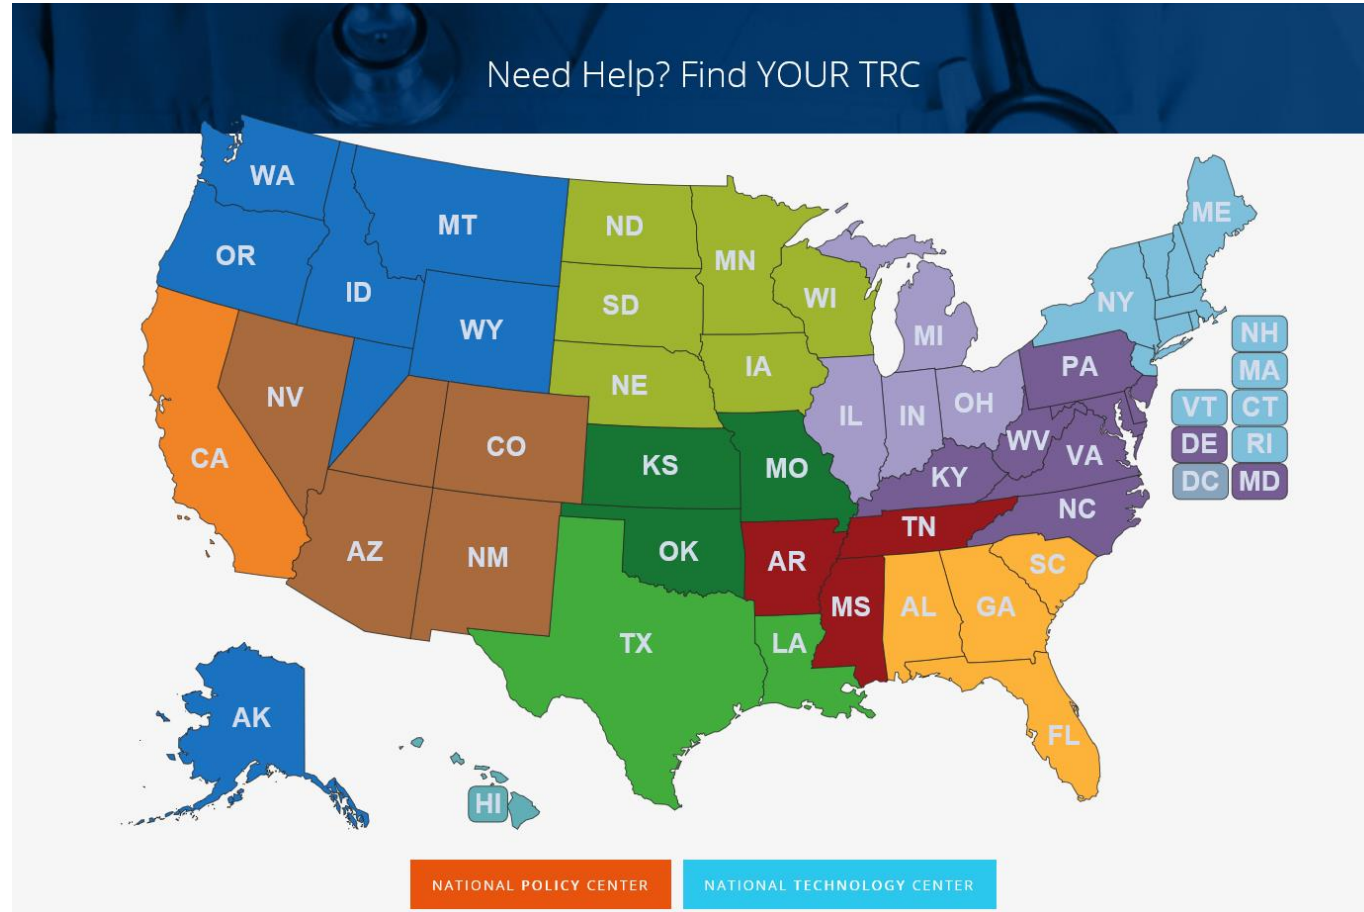 Need Help? Find YOUR TRC
WA
MT
ND
MN
ME
OR
ID
WY
SD
WI
MI
NY
NH
MA
VT
CT
DE
RI
DC
MD
NV
NE
IA
PA
CA
CO
KS
MO
IL
IN
OH
WV
VA
KY
NC
AZ
NM
OK
AR
TN
SC
TX
LA
MS
AL
GA
FL
AK
HI
NATIONAL POLICY CENTER
NATIONAL TECHNOLOGY CENTER